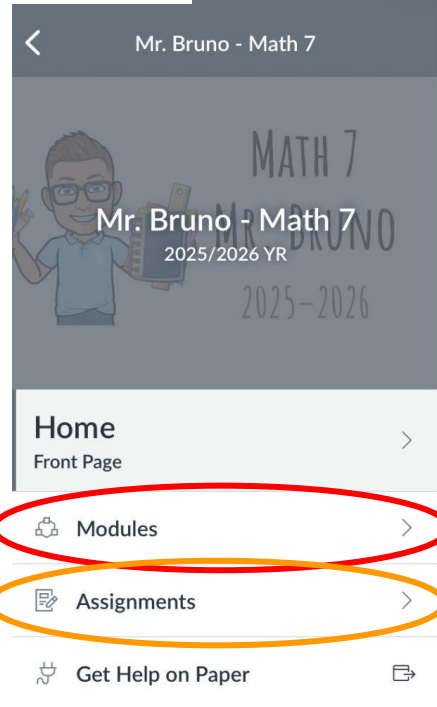 Mr. Bruno - Math 7
MATH 7
MR. BRUNO
2025-2026
Mr. Bruno - Math 7
2025/2026 YR
Home
Front Page
Modules
Assignments
Get Help on Paper